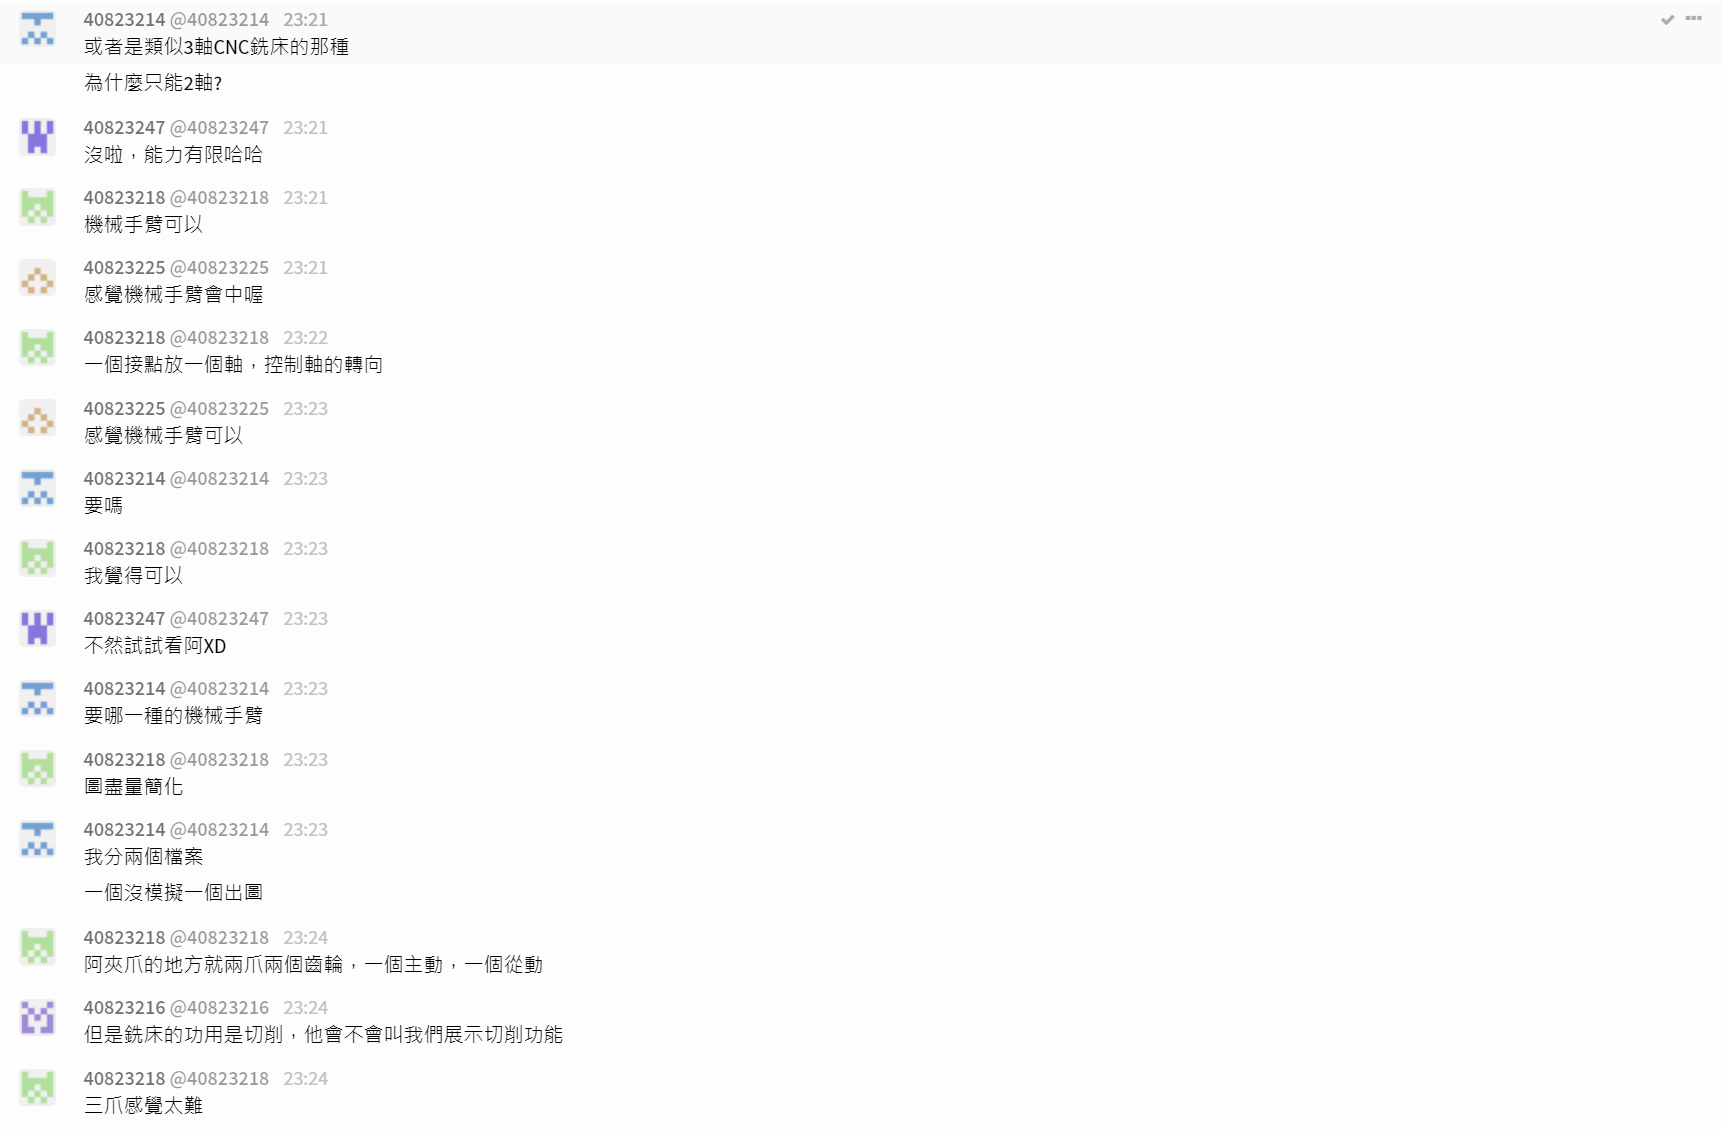 40823214 @40823214 23:21
或者是類似3軸CNC銑床的那種
為什麼只能2軸?
40823247 @40823247 23:21
沒啦，能力有限哈哈
40823218 @40823218 23:21
機械手臂可以
40823225 @40823225 23:21
感覺機械手臂會中喔
40823218 @40823218 23:22
一個接點放一個軸，控制軸的轉向
40823225 @40823225 23:23
感覺機械手臂可以
40823214 @40823214 23:23
要嗎
40823218 @40823218 23:23
我覺得可以
40823247 @40823247 23:23
不然試試看阿XD
40823214 @40823214 23:23
要哪一種的機械手臂
40823218 @40823218 23:23
圖盡量簡化
40823214 @40823214 23:23
我分兩個檔案
一個沒模擬一個出圖
40823218 @40823218 23:24
阿夾爪的地方就兩爪兩個齒輪，一個主動，一個從動
40823216 @40823216 23:24
但是銑床的功用是切削，他會不會叫我們展示切削功能
40823218 @40823218 23:24
三爪感覺太難